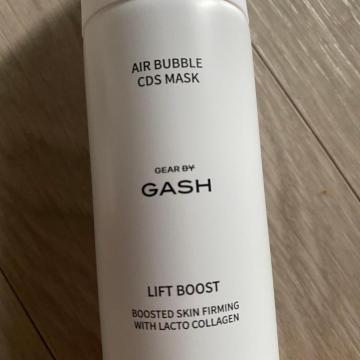 AIR BUBBLE
CDS MASK
GEAR BY
GASH
LIFT BOOST
BOOSTED SKIN FIRMING
WITH LACTO COLLAGEN